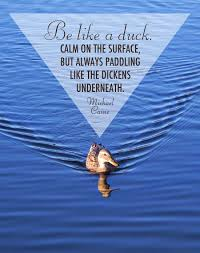 Be like a duck.
CALM ON THE SURFACE,
BUT ALWAYS PADDLING
LIKE THE DICKENS
UNDERNEATH.
Michael
Caine